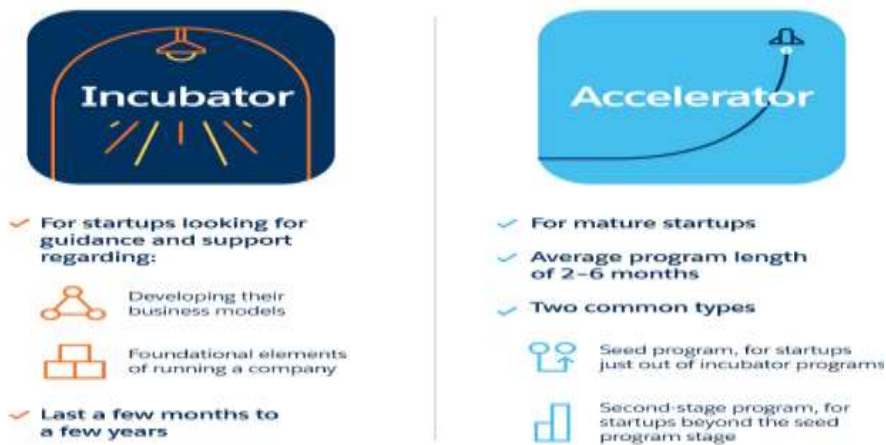 Incubator
For startups looking for
guidance and support
regarding:
Developing their
business models
Foundational elements
of running a company
Last a few months to
a few years
Accelerator
For mature startups
Average program length
of 2–6 months
Two common types
Seed program, for startups
just out of incubator programs
Second-stage program, for
startups beyond the seed
program stage